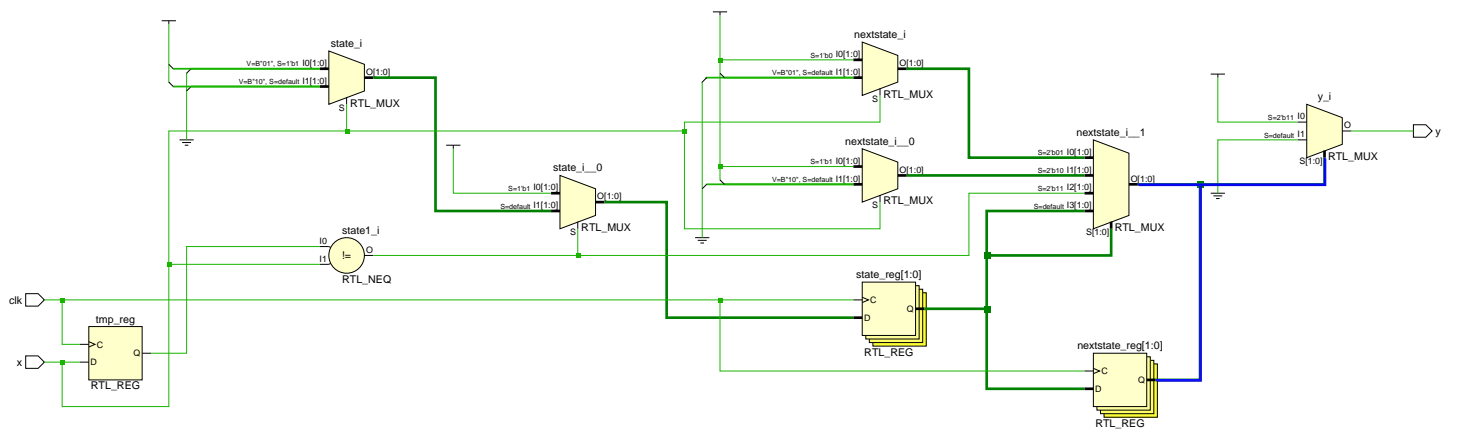 state_i
V=B"01", S=1'b1 I0[1:0]
V=B"10", S=default I1[1:0]
O[1:0]
S
RTL_MUX
nextstate_i
S=1'b0 I0[1:0]
V=B"01", S=default I1[1:0]
O[1:0]
S
RTL_MUX
y_i
S=2'b11 I0
S=default I1
O
S[1:0]
RTL_MUX
y
nextstate_i__0
S=1'b1 I0[1:0]
V=B"10", S=default I1[1:0]
O[1:0]
S
RTL_MUX
nextstate_i__1
S=2'b01 I0[1:0]
S=2'b10 I1[1:0]
S=2'b11 I2[1:0]
S=default I3[1:0]
O[1:0]
S[1:0]
RTL_MUX
state_i__0
S=1'b1 I0[1:0]
S=default I1[1:0]
O[1:0]
S
RTL_MUX
state1_i
I0
I1
!=
O
RTL_NEQ
state_reg[1:0]
C
D
Q
RTL_REG
clk
tmp_reg
C
D
Q
RTL_REG
x
nextstate_reg[1:0]
C
D
Q
RTL_REG